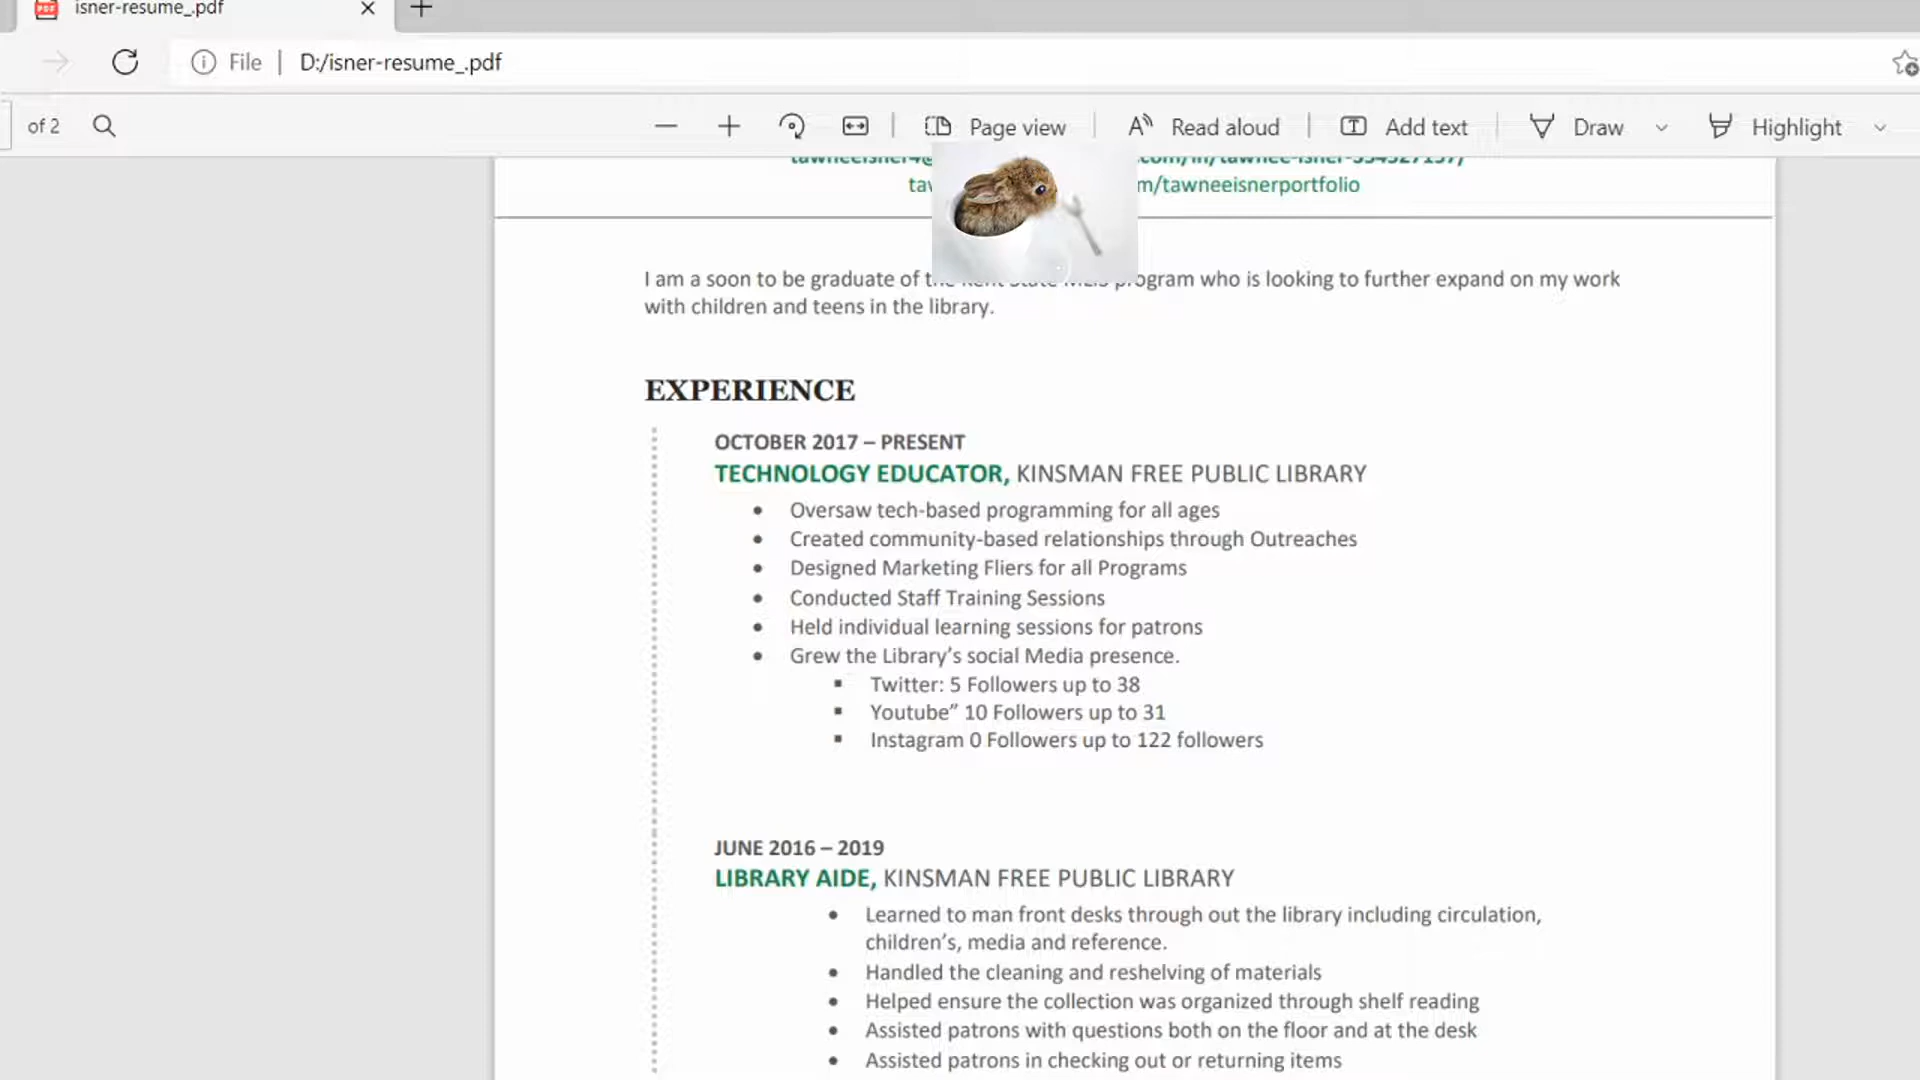 isner-resume_.pdf
File | D:/isner-resume_.pdf
of 2
Page view
Read aloud
Add text
Draw
Highlight
m/tawneeisnerportfolio
I am a soon to be graduate of program who is looking to further expand on my work
with children and teens in the library.
EXPERIENCE
OCTOBER 2017 – PRESENT
TECHNOLOGY EDUCATOR, KINSMAN FREE PUBLIC LIBRARY
• Oversaw tech-based programming for all ages
• Created community-based relationships through Outreaches
• Designed Marketing Fliers for all Programs
• Conducted Staff Training Sessions
• Held individual learning sessions for patrons
• Grew the Library’s social Media presence.
▪ Twitter: 5 Followers up to 38
▪ Youtube” 10 Followers up to 31
▪ Instagram 0 Followers up to 122 followers
JUNE 2016 – 2019
LIBRARY AIDE, KINSMAN FREE PUBLIC LIBRARY
• Learned to man front desks through out the library including circulation,
children’s, media and reference.
• Handled the cleaning and reshelving of materials
• Helped ensure the collection was organized through shelf reading
• Assisted patrons with questions both on the floor and at the desk
• Assisted patrons in checking out or returning items